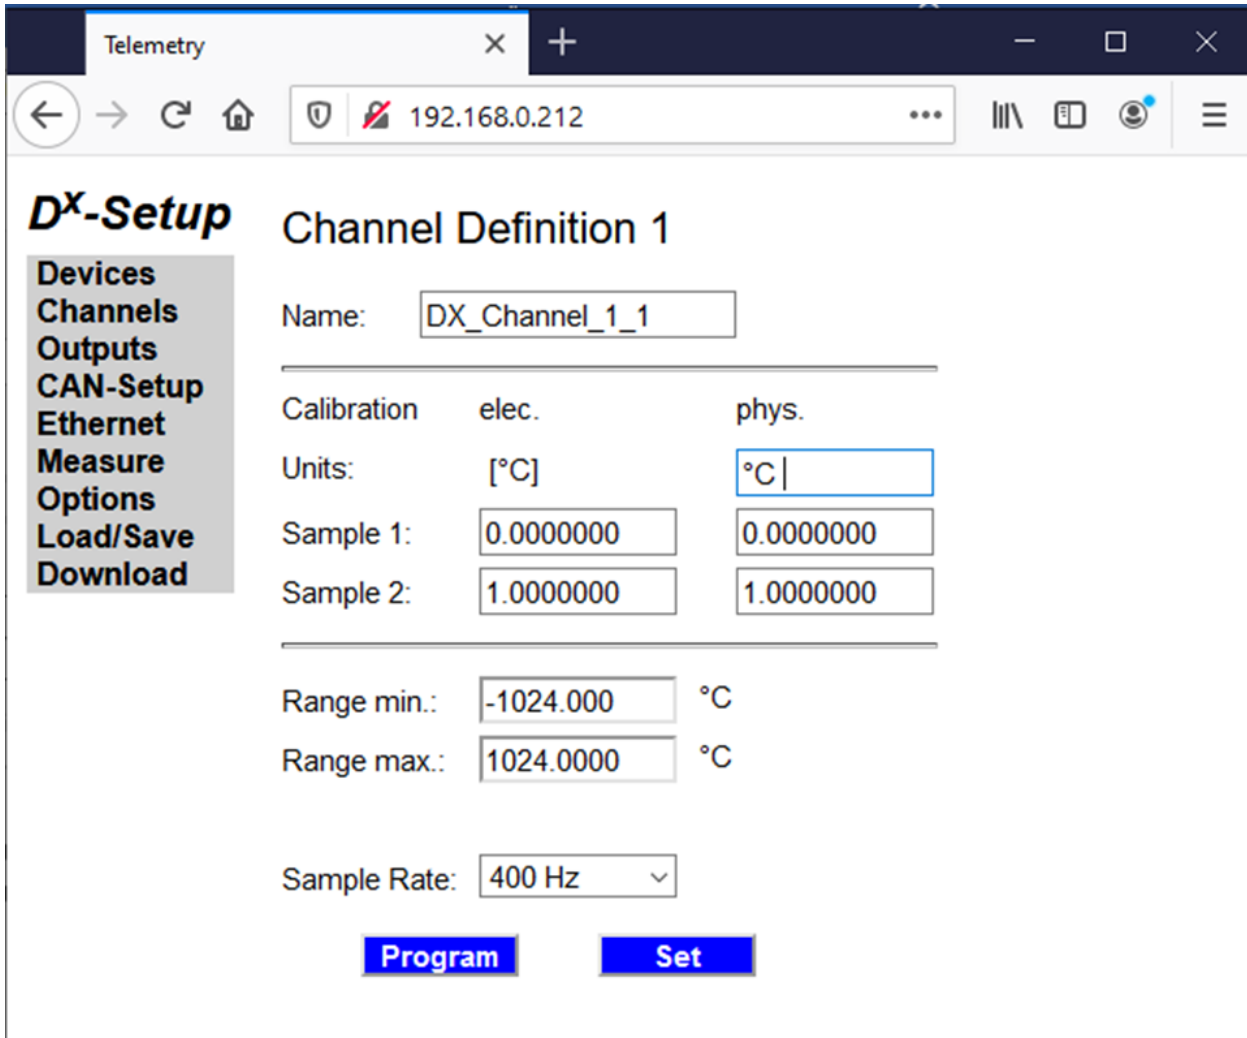 Telemetry
192.168.0.212
Dx-Setup
Devices
Channels
Outputs
CAN-Setup
Ethernet
Measure
Options
Load/Save
Download
Channel Definition 1
Name: DX_Channel_1_1
Calibration elec. phys.
Units: [°C] °C
Sample 1: 0.0000000 0.0000000
Sample 2: 1.0000000 1.0000000
Range min.: -1024.000 °C
Range max.: 1024.0000 °C
Sample Rate: 400 Hz
Program Set